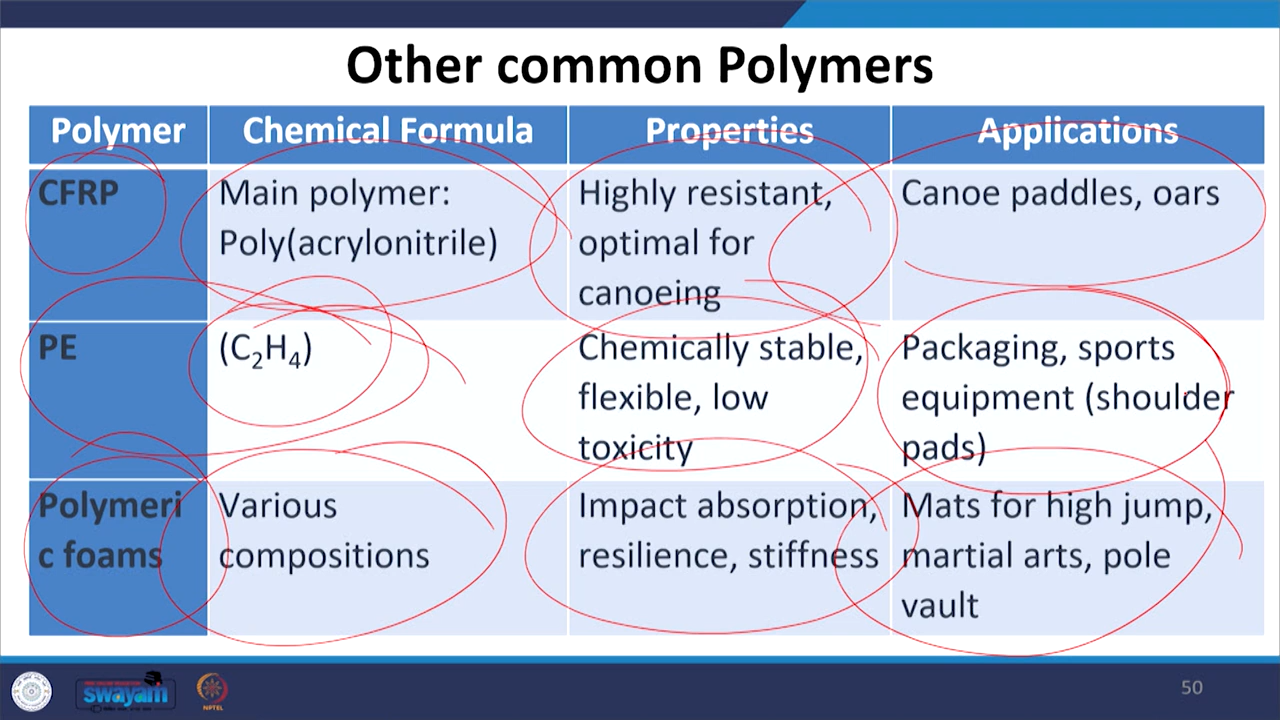 Other common Polymers
Polymer
Chemical Formula
Properties
Applications
CFRP
Main polymer:
Poly(acrylonitrile)
Highly resistant,
optimal for
canoeing
Canoe paddles, oars
PE
(C₂H₄)
Chemically stable,
flexible, low
toxicity
Packaging, sports
equipment (shoulder
pads)
Polymeri
c foams
Various
compositions
Impact absorption,
resilience, stiffness
Mats for high jump,
martial arts, pole
vault
swayam
NPTEL
50